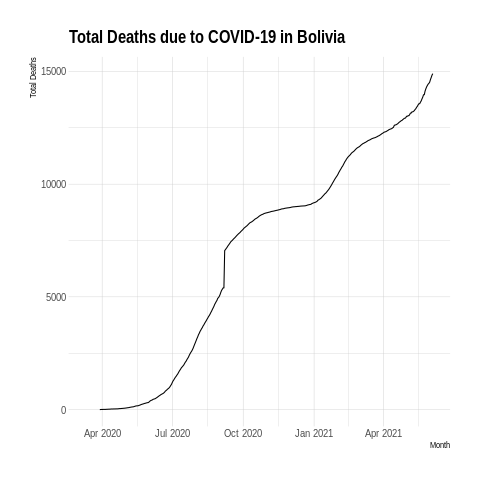 Total Deaths due to COVID-19 in Bolivia
Total Deaths
15000
10000
5000
0
Apr 2020 Jul 2020 Oct 2020 Jan 2021 Apr 2021
Month